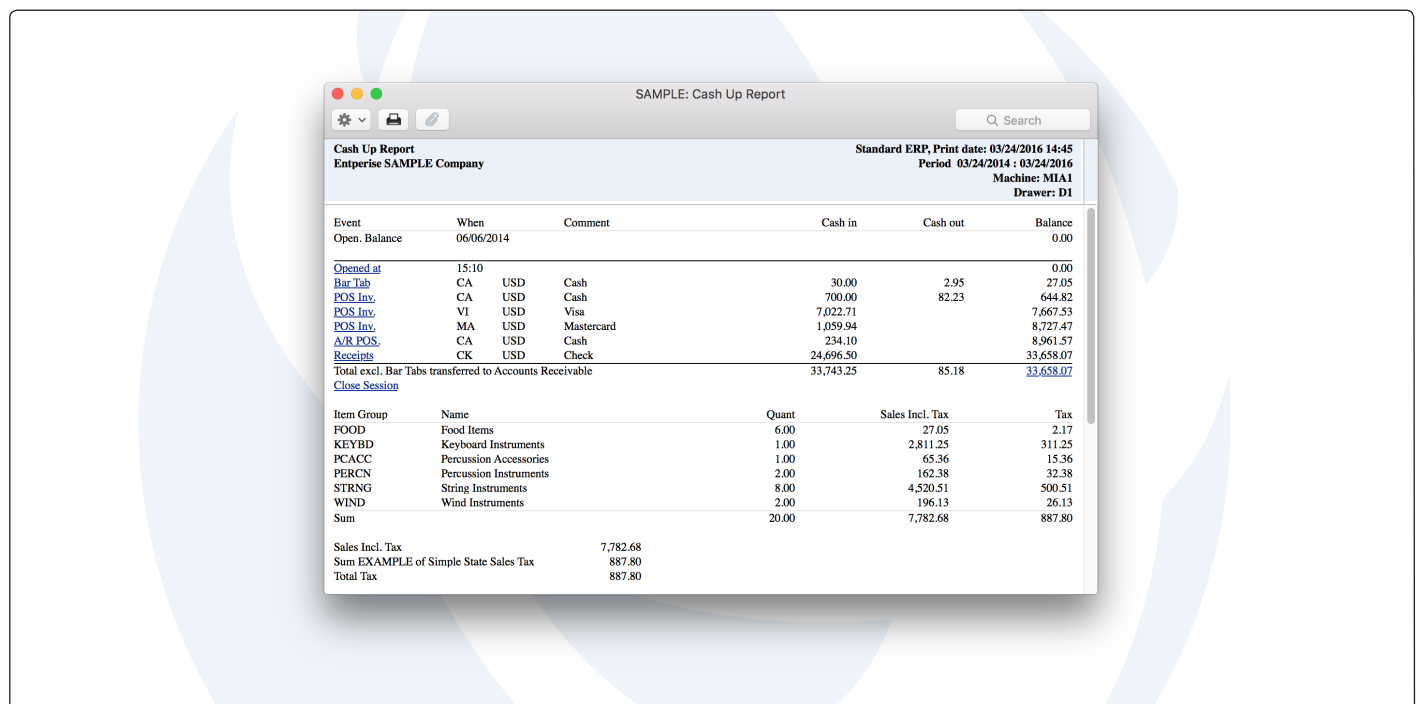 SAMPLE: Cash Up Report
Search
Cash Up Report Standard ERP, Print date: 03/24/2016 14:45
Entperise SAMPLE Company Period 03/24/2014 : 03/24/2016
Machine: MIA1
Drawer: D1
Event When Comment Cash in Cash out Balance
Open. Balance 06/06/2014 0.00
Opened at 15:10 0.00
Bar Tab CA USD Cash 30.00 2.95 27.05
POS Inv. CA USD Cash 700.00 82.23 644.82
POS Inv. VI USD Visa 7,022.71 7,667.53
POS Inv. MA USD Mastercard 1,059.94 8,727.47
A/R POS. CA USD Cash 234.10 8,961.57
Receipts CK USD Check 24,696.50 33,658.07
Total excl. Bar Tabs transferred to Accounts Receivable 33,743.25 85.18 33,658.07
Close Session
Item Group Name Quant Sales Incl. Tax Tax
FOOD Food Items 6.00 27.05 2.17
KEYBD Keyboard Instruments 1.00 2,811.25 311.25
PCACC Percussion Accessories 1.00 65.36 15.36
PERCN Percussion Instruments 2.00 162.38 32.38
STRNG String Instruments 8.00 4,520.51 500.51
WIND Wind Instruments 2.00 196.13 26.13
Sum 20.00 7,782.68 887.80
Sales Incl. Tax 7,782.68
Sum EXAMPLE of Simple State Sales Tax 887.80
Total Tax 887.80